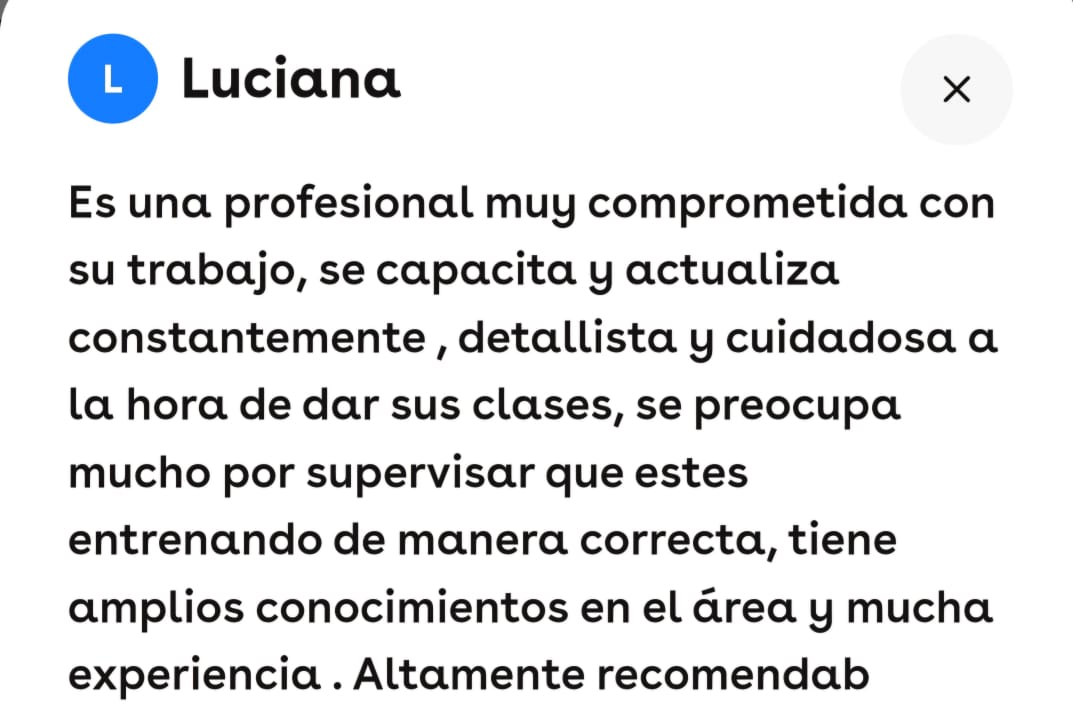 L
Luciana
Es una profesional muy comprometida con
su trabajo, se capacita y actualiza
constantemente , detallista y cuidadosa a
la hora de dar sus clases, se preocupa
mucho por supervisar que estes
entrenando de manera correcta, tiene
amplios conocimientos en el área y mucha
experiencia . Altamente recomendab